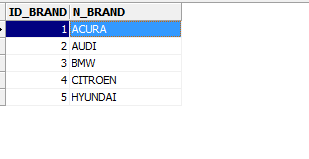 ID_BRAND N_BRAND
1 ACURA
2 AUDI
3 BMW
4 CITROEN
5 HYUNDAI